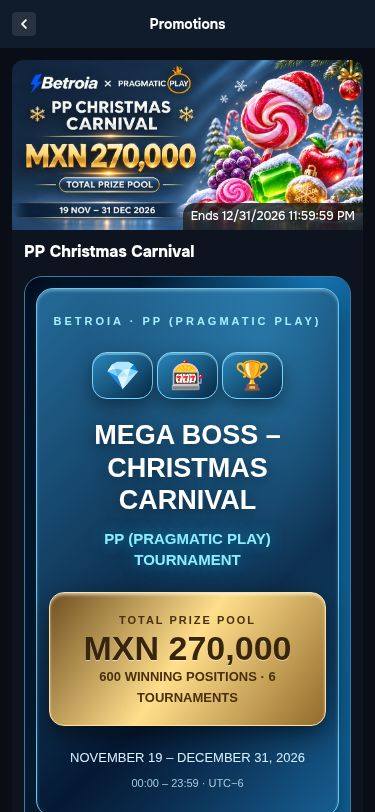 Promotions
Betroia × PRAGMATIC PLAY
PP CHRISTMAS
CARNIVAL
MXN 270,000
TOTAL PRIZE POOL
19 NOV – 31 DEC 2026
Ends 12/31/2026 11:59:59 PM
PP Christmas Carnival
BETROIA · PP (PRAGMATIC PLAY)
MEGA BOSS –
CHRISTMAS
CARNIVAL
PP (PRAGMATIC PLAY)
TOURNAMENT
TOTAL PRIZE POOL
MXN 270,000
600 WINNING POSITIONS · 6
TOURNAMENTS
NOVEMBER 19 – DECEMBER 31, 2026
00:00 – 23:59 · UTC−6